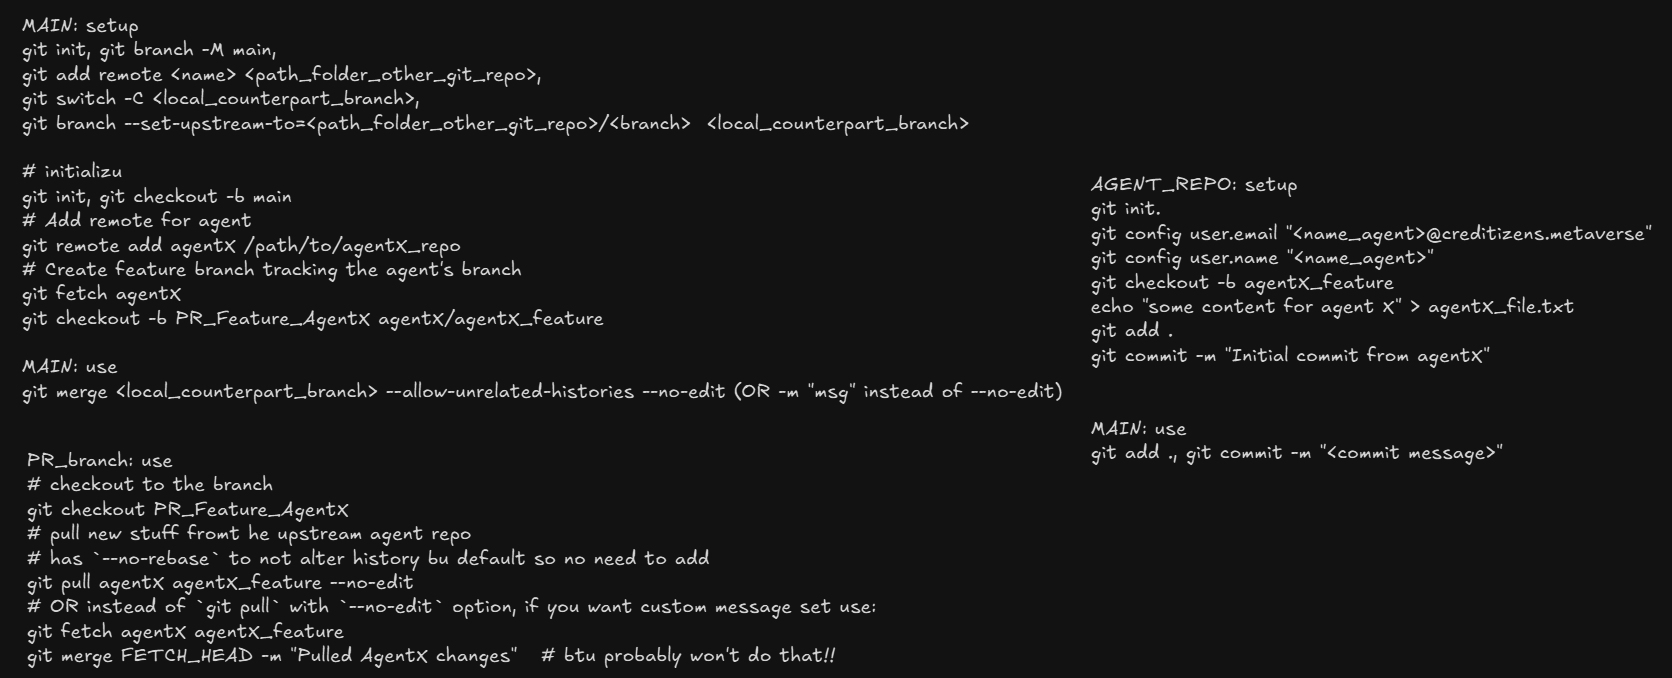 MAIN: setup
git init, git branch -M main,
git add remote <name> <path_folder_other_git_repo>,
git switch -C <local_counterpart_branch>,
git branch --set-upstream-to=<path_folder_other_git_repo>/<branch>  <local_counterpart_branch>
# initializu
git init, git checkout -b main
# Add remote for agent
git remote add agentX /path/to/agentX_repo
# Create feature branch tracking the agent's branch
git fetch agentX
git checkout -b PR_Feature_AgentX agentX/agentX_feature
MAIN: use
git merge <local_counterpart_branch> --allow-unrelated-histories --no-edit (OR -m "msg" instead of --no-edit)
PR_branch: use
# checkout to the branch
git checkout PR_Feature_AgentX
# pull new stuff fromt he upstream agent repo
# has `--no-rebase` to not alter history bu default so no need to add
git pull agentX agentX_feature --no-edit
# OR instead of `git pull` with `--no-edit` option, if you want custom message set use:
git fetch agentX agentX_feature
git merge FETCH_HEAD -m "Pulled AgentX changes"   # btu probably won't do that!!
AGENT_REPO: setup
git init.
git config user.email "<name_agent>@creditizens.metaverse"
git config user.name "<name_agent>"
git checkout -b agentX_feature
echo "some content for agent X" > agentX_file.txt
git add .
git commit -m "Initial commit from agentX"
MAIN: use
git add ., git commit -m "<commit message>"